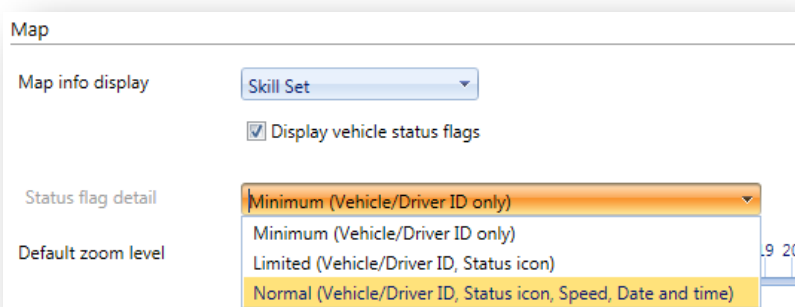 Map
Map info display Skill Set
Display vehicle status flags
Status flag detail Minimum (Vehicle/Driver ID only)
Minimum (Vehicle/Driver ID only)
Default zoom level Limited (Vehicle/Driver ID, Status icon)
Normal (Vehicle/Driver ID, Status icon, Speed, Date and time)